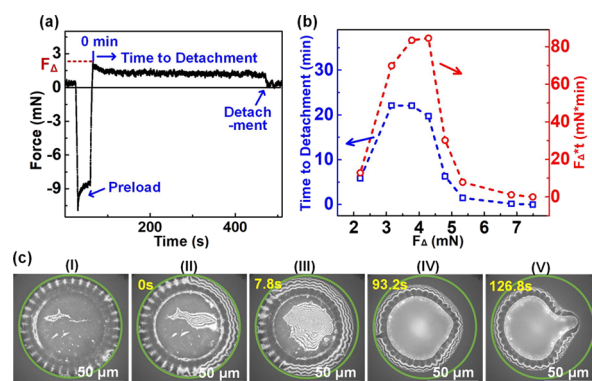 (a)
3
0 min
FΔ
Time to Detachment
0
Detach
-ment
-3
-6
-9
Preload
Force (mN)
200
400
Time (s)
(b)
30
20
10
0
Time to Detachment (min)
80
60
40
20
0
FΔ*t (mN*min)
2
3
4
5
6
7
FΔ (mN)
(c)
(I)
(II)
(III)
(IV)
(V)
0s
7.8s
93.2s
126.8s
50 μm
50 μm
50 μm
50 μm
50 μm